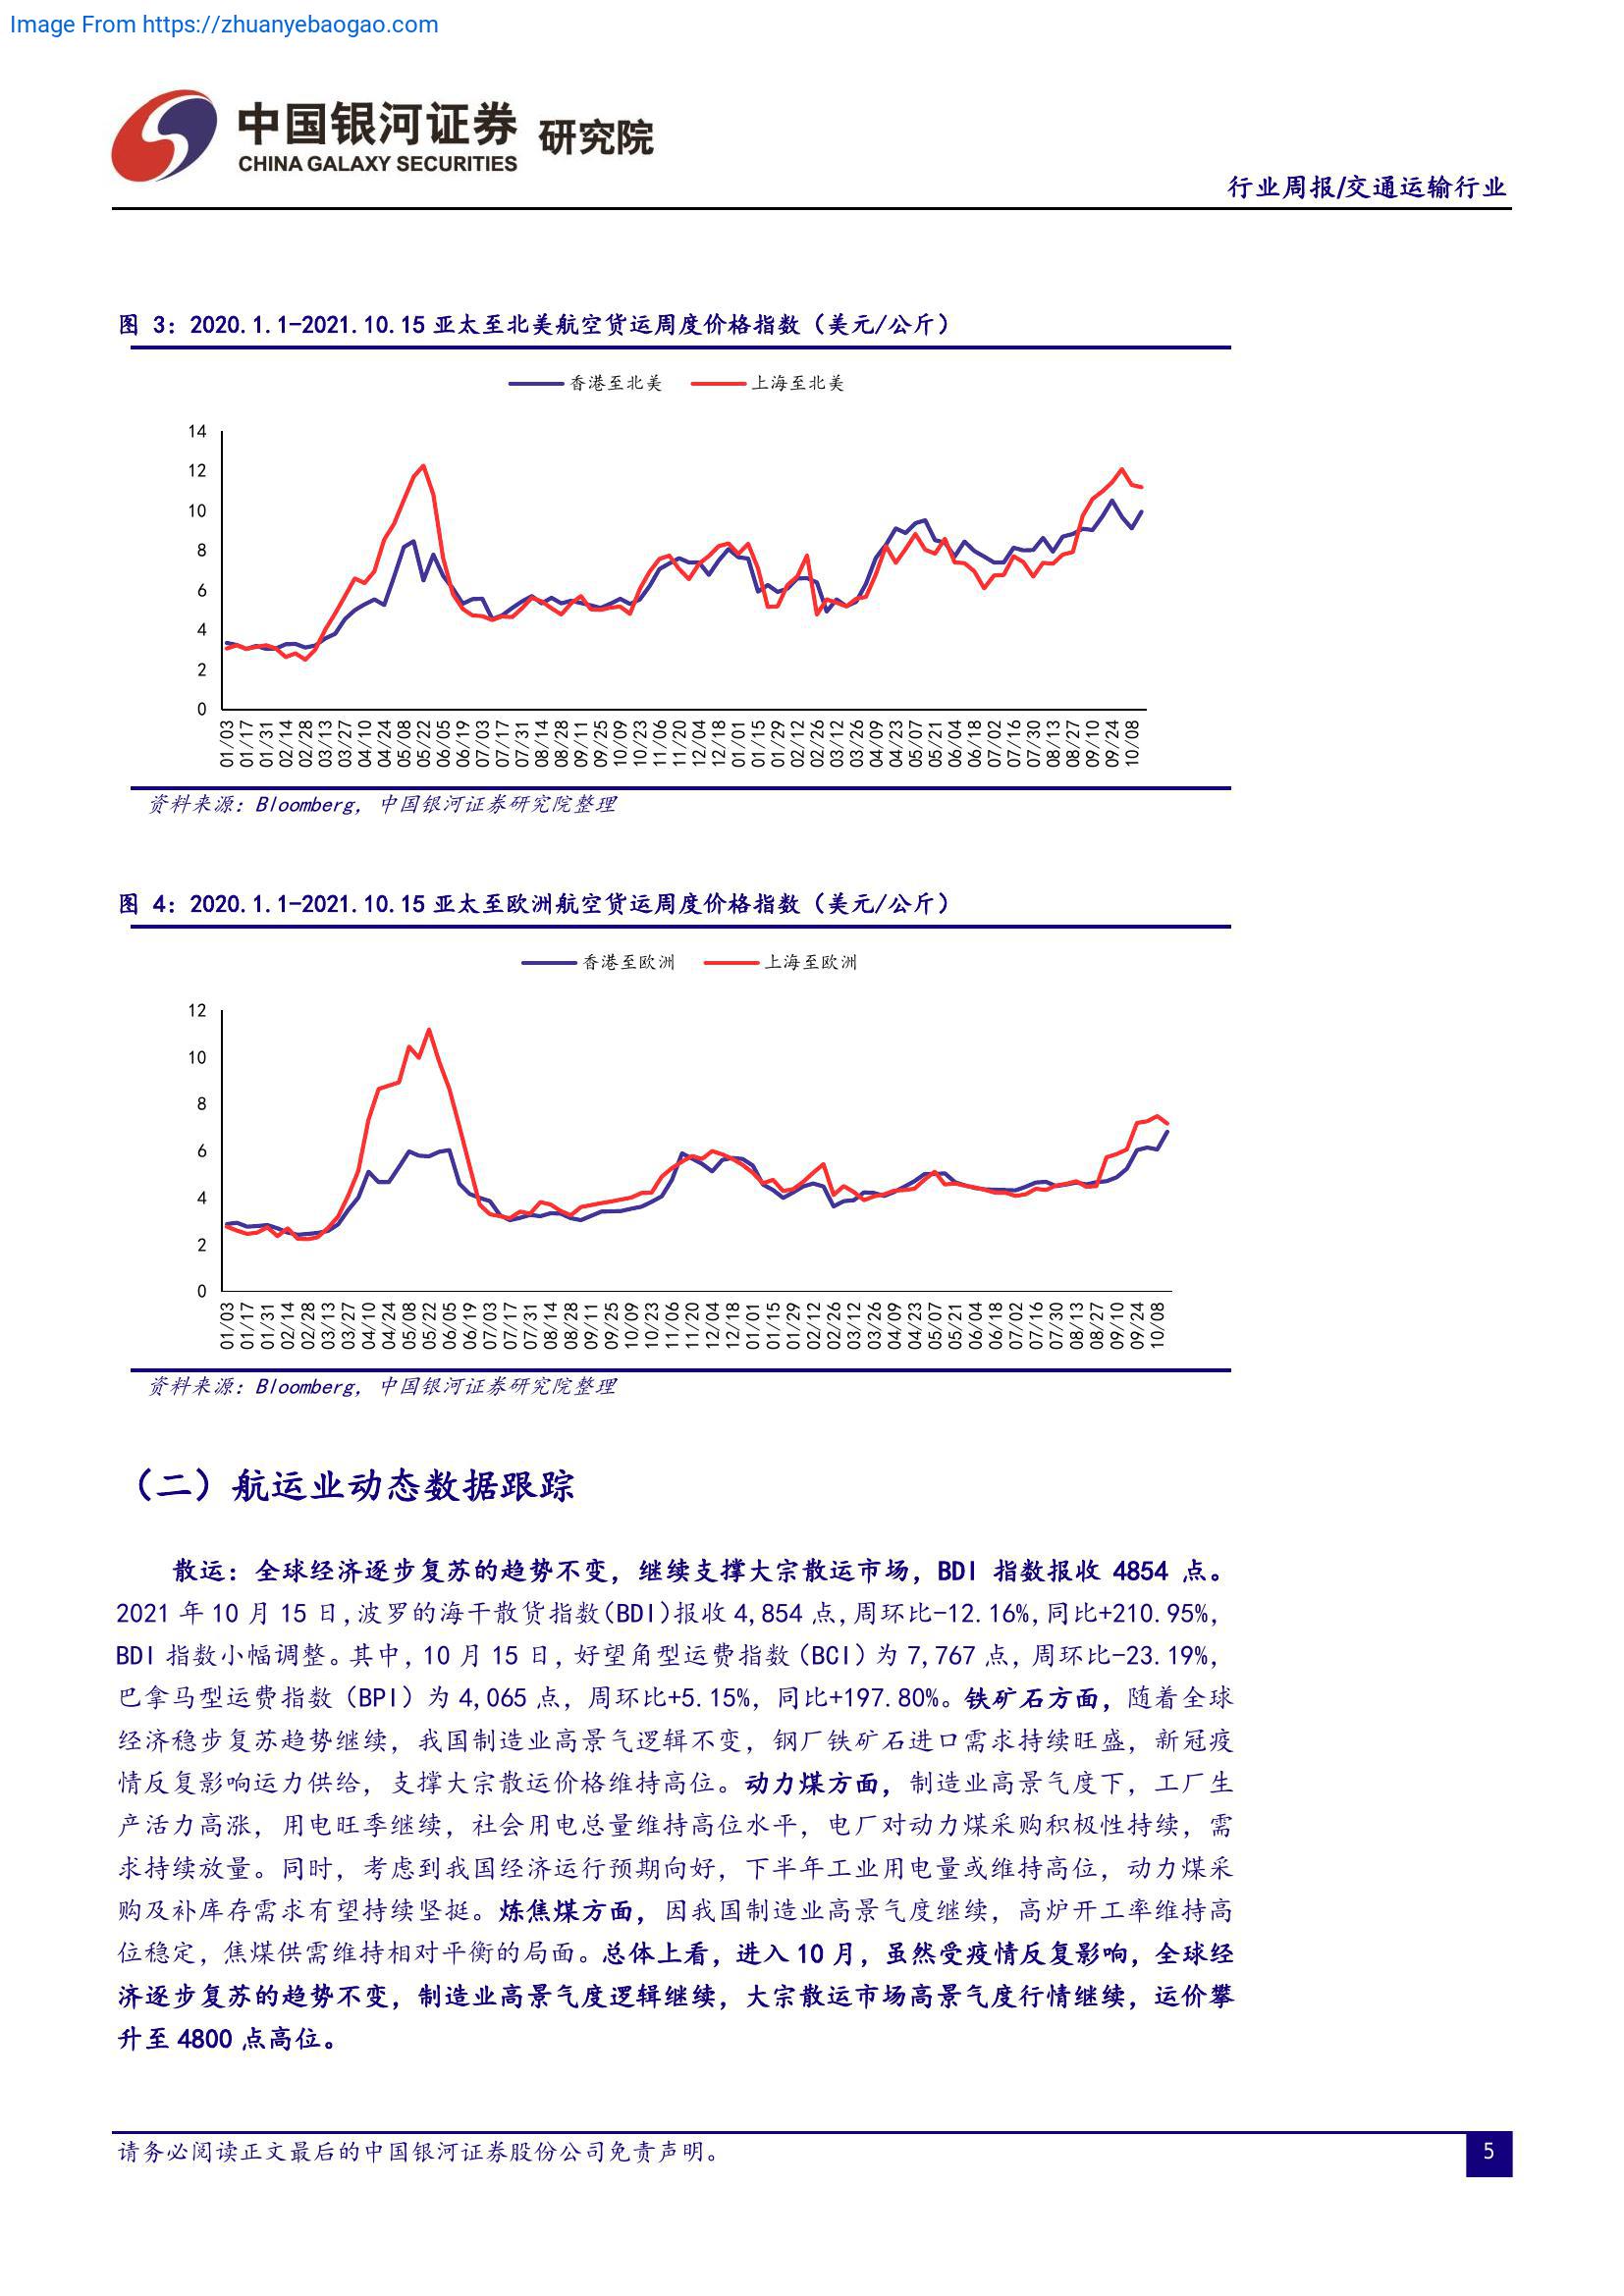 Image From https://zhuanyebaogao.com
中国银河证券 研究院
CHINA GALAXY SECURITIES
行业周报/交通运输行业
图 3：2020.1.1-2021.10.15 亚太至北美航空货运周度价格指数（美元/公斤）
香港至北美 上海至北美
14
12
10
8
6
4
2
0
01/03 01/17 01/31 02/14 02/28 03/13 03/27 04/10 04/24 05/08 05/22 06/05 06/19 07/03 07/17 07/31 08/14 08/28 09/11 09/25 10/09 10/23 11/06 11/20 12/04 12/18 01/01 01/15 01/29 02/12 02/26 03/12 03/26 04/09 04/23 05/07 05/21 06/04 06/18 07/02 07/16 07/30 08/13 08/27 09/10 09/24 10/08
资料来源：Bloomberg, 中国银河证券研究院整理
图 4：2020.1.1-2021.10.15 亚太至欧洲航空货运周度价格指数（美元/公斤）
香港至欧洲 上海至欧洲
12
10
8
6
4
2
0
01/03 01/17 01/31 02/14 02/28 03/13 03/27 04/10 04/24 05/08 05/22 06/05 06/19 07/03 07/17 07/31 08/14 08/28 09/11 09/25 10/09 10/23 11/06 11/20 12/04 12/18 01/01 01/15 01/29 02/12 02/26 03/12 03/26 04/09 04/23 05/07 05/21 06/04 06/18 07/02 07/16 07/30 08/13 08/27 09/10 09/24 10/08
资料来源：Bloomberg, 中国银河证券研究院整理
（二）航运业动态数据跟踪
散运：全球经济逐步复苏的趋势不变，继续支撑大宗散运市场，BDI 指数报收 4854 点。
2021 年 10 月 15 日，波罗的海干散货指数（BDI）报收 4,854 点，周环比-12.16%，同比+210.95%，
BDI 指数小幅调整。其中，10 月 15 日，好望角型运费指数（BCI）为 7,767 点，周环比-23.19%，
巴拿马型运费指数（BPI）为 4,065 点，周环比+5.15%，同比+197.80%。铁矿石方面，随着全球
经济稳步复苏趋势继续，我国制造业高景气逻辑不变，钢厂铁矿石进口需求持续旺盛，新冠疫
情反复影响运力供给，支撑大宗散运价格维持高位。动力煤方面，制造业高景气度下，工厂生
产活力高涨，用电旺季继续，社会用电总量维持高位水平，电厂对动力煤采购积极性持续，需
求持续放量。同时，考虑到我国经济运行预期向好，下半年工业用电量或维持高位，动力煤采
购及补库存需求有望持续坚挺。炼焦煤方面，因我国制造业高景气度继续，高炉开工率维持高
位稳定，焦煤供需维持相对平衡的局面。总体上看，进入 10 月，虽然受疫情反复影响，全球经
济逐步复苏的趋势不变，制造业高景气度逻辑继续，大宗散运市场高景气度行情继续，运价攀
升至 4800 点高位。
请务必阅读正文最后的中国银河证券股份公司免责声明。
5